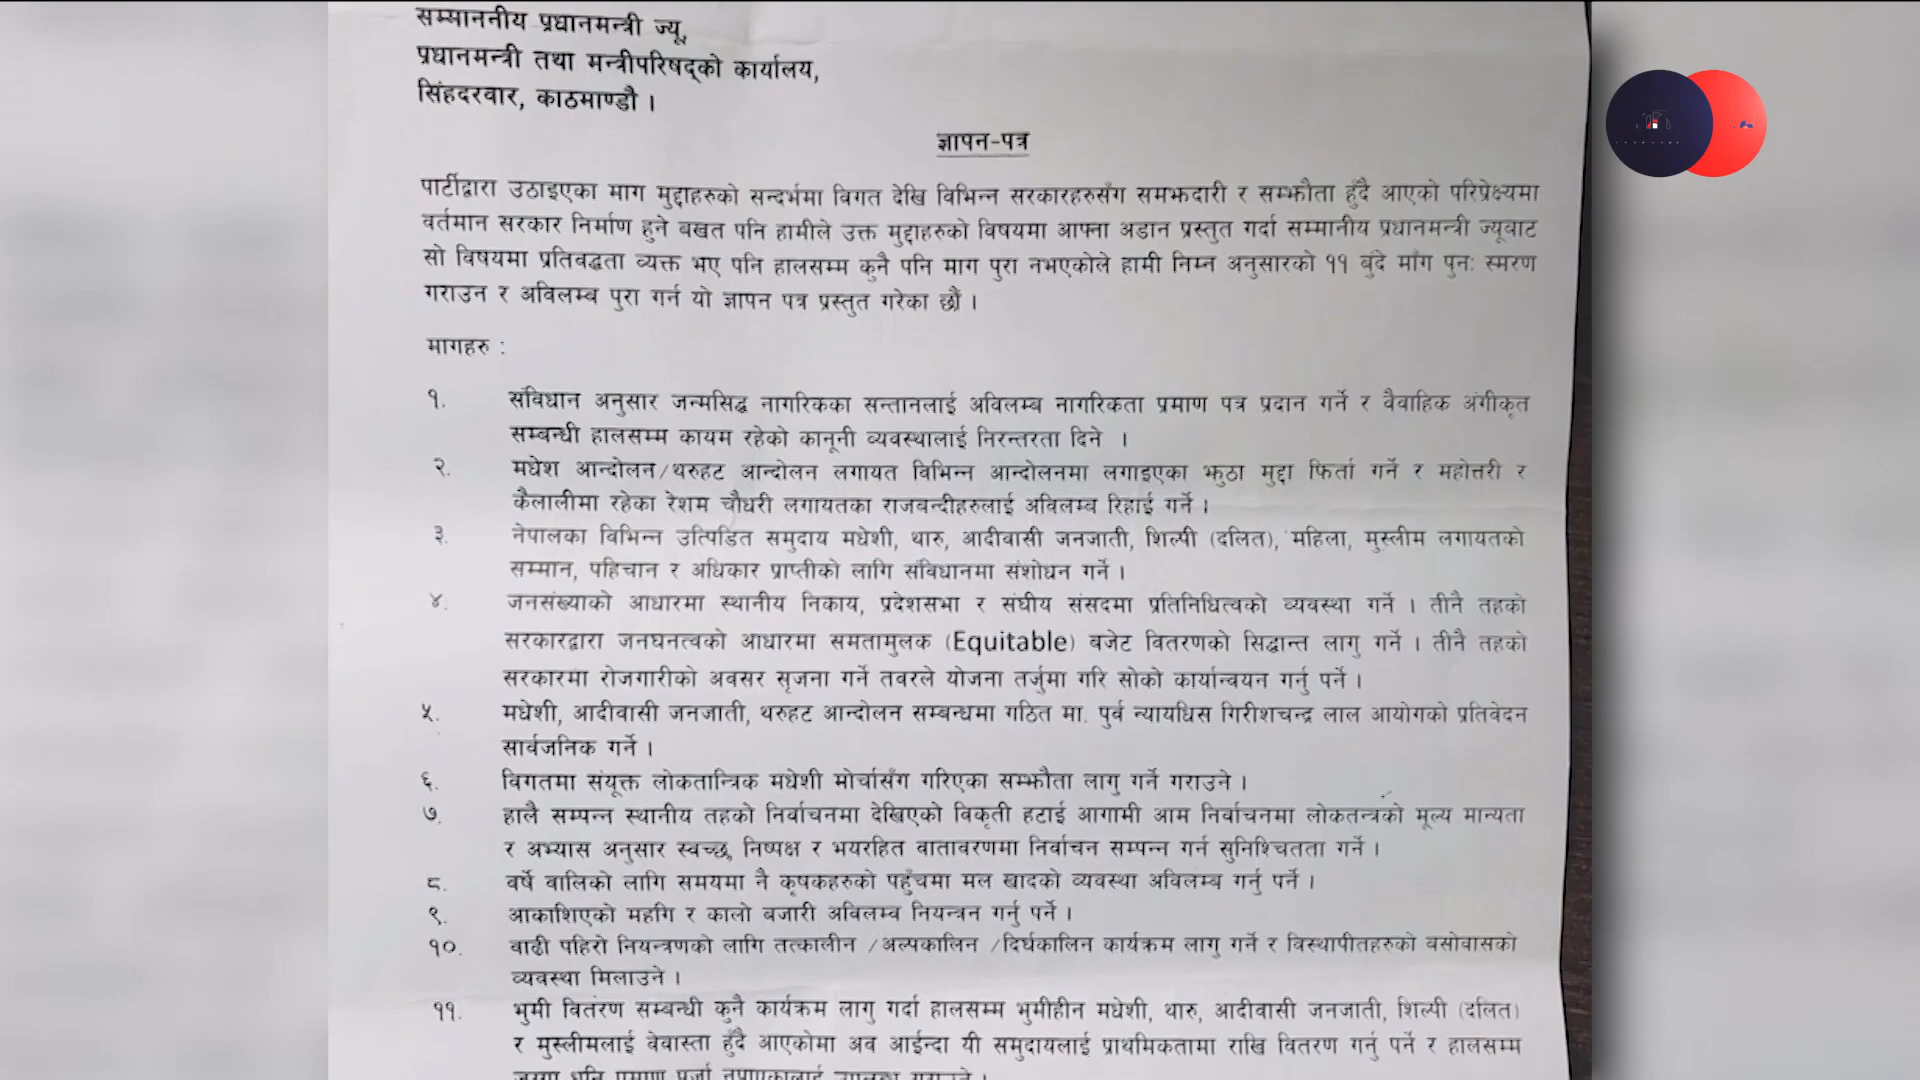 सम्माननीय प्रधानमन्त्री ज्यू,
प्रधानमन्त्री तथा मन्त्रीपरिषद्को कार्यालय,
सिंहदरवार, काठमाण्डौ ।
ज्ञापन-पत्र
पार्टीद्वारा उठाइएका माग मुद्दाहरुको सन्दर्भमा विगत देखि विभिन्न सरकारहरुसँग समझदारी र सम्झौता हुँदै आएको परिप्रेक्ष्यमा
वर्तमान सरकार निर्माण हुने बखत पनि हामीले उक्त मुद्दाहरुको विषयमा आफ्ना अडान प्रस्तुत गर्दा सम्मानीय प्रधानमन्त्री ज्यूबाट
सो विषयमा प्रतिवद्धता व्यक्त भए पनि हालसम्म कुनै पनि माग पुरा नभएकोले हामी निम्न अनुसारको ११ बुंदे माँग पुनः स्मरण
गराउन र अविलम्ब पुरा गर्न यो ज्ञापन पत्र प्रस्तुत गरेका छौं ।
मागहरु :
१. संविधान अनुसार जन्मसिद्ध नागरिकका सन्तानलाई अविलम्ब नागरिकता प्रमाण पत्र प्रदान गर्ने र वैवाहिक अंगीकृत
सम्बन्धी हालसम्म कायम रहेको कानूनी व्यवस्थालाई निरन्तरता दिने ।
२. मधेश आन्दोलन/थरुहट आन्दोलन लगायत विभिन्न आन्दोलनमा लगाइएका झुठा मुद्दा फिर्ता गर्ने र महोत्तरी र
कैलालीमा रहेका रेशम चौधरी लगायतका राजबन्दीहरुलाई अविलम्ब रिहाई गर्ने ।
३. नेपालका विभिन्न उत्पिडित समुदाय मधेशी, थारु, आदीवासी जनजाती, शिल्पी (दलित), महिला, मुस्लीम लगायतको
सम्मान, पहिचान र अधिकार प्राप्तीको लागि संविधानमा संशोधन गर्ने ।
४. जनसंख्याको आधारमा स्थानीय निकाय, प्रदेशसभा र संघीय संसदमा प्रतिनिधित्वको व्यवस्था गर्ने । तीनै तहको
सरकारद्वारा जनघनत्वको आधारमा समतामुलक (Equitable) बजेट वितरणको सिद्धान्त लागु गर्ने । तीनै तहको
सरकारमा रोजगारीको अवसर सृजना गर्ने तवरले योजना तर्जुमा गरि सोको कार्यान्वयन गर्नु पर्ने ।
५. मधेशी, आदीवासी जनजाती, थरुहट आन्दोलन सम्बन्धमा गठित मा. पुर्व न्यायधिस गिरीशचन्द्र लाल आयोगको प्रतिवेदन
सार्वजनिक गर्ने ।
६. विगतमा संयूक्त लोकतान्त्रिक मधेशी मोर्चासँग गरिएका सम्झौता लागु गर्ने गराउने ।
७. हालै सम्पन्न स्थानीय तहको निर्वाचनमा देखिएको विकृती हटाई आगामी आम निर्वाचनमा लोकतन्त्रको मूल्य मान्यता
र अभ्यास अनुसार स्वच्छ, निष्पक्ष र भयरहित वातावरणमा निर्वाचन सम्पन्न गर्न सुनिश्चितता गर्ने ।
८. वर्षे बालिको लागि समयमा नै कृषकहरुको पहुँचमा मल खादको व्यवस्था अविलम्ब गर्नु पर्ने ।
९. आकाशिएको महगि र कालो बजारी अविलम्व नियन्त्रन गर्नु पर्ने ।
१०. बाढी पहिरो नियन्त्रणको लागि तत्कालीन /अल्पकालिन /दिर्घकालिन कार्यक्रम लागु गर्ने र विस्थापीतहरुको वसोवासको
व्यवस्था मिलाउने ।
११. भुमी वितरण सम्बन्धी कुनै कार्यक्रम लागु गर्दा हालसम्म भुमीहीन मधेशी, थारु, आदीवासी जनजाती, शिल्पी (दलित)
र मुस्लीमलाई बेवास्ता हुँदै आएकोमा अब आईन्दा यी समुदायलाई प्राथमिकतामा राखि वितरण गर्नु पर्ने र हालसम्म